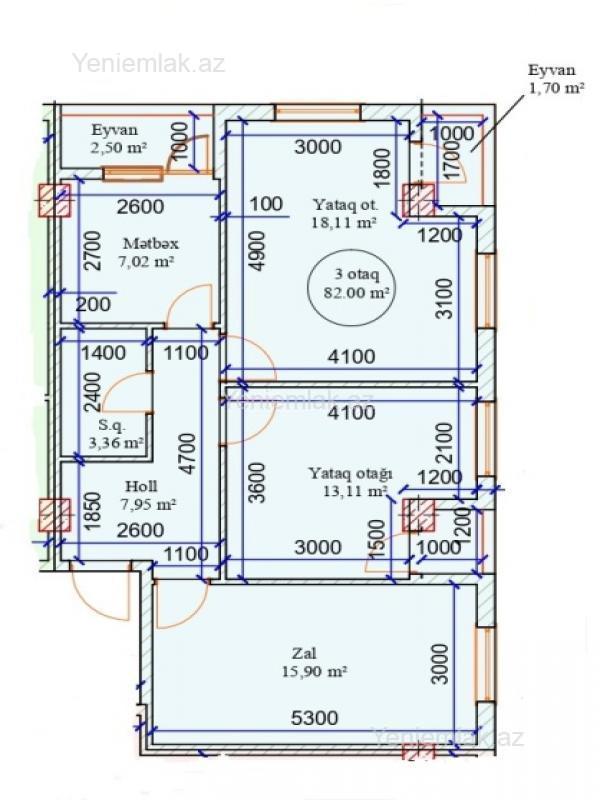 Yeniemlak.az
Eyvan
1,70 m²
Eyvan
2,50 m²
1000
3000
1800
1000
1700
2600
100
Yataq ot.
18,11 m²
1200
Mətbəx
7,02 m²
2700
4900
3 otaq
82.00 m²
3100
200
1400
1100
4100
2400
Yeniemlak.az
4100
S.q.
3,36 m²
4700
2100
Holl
7,95 m²
1850
3600
Yataq otağı
13,11 m²
1200
2600
1500
1200
1100
3000
1000
Zal
15,90 m²
3000
5300
Yeniemlak.az